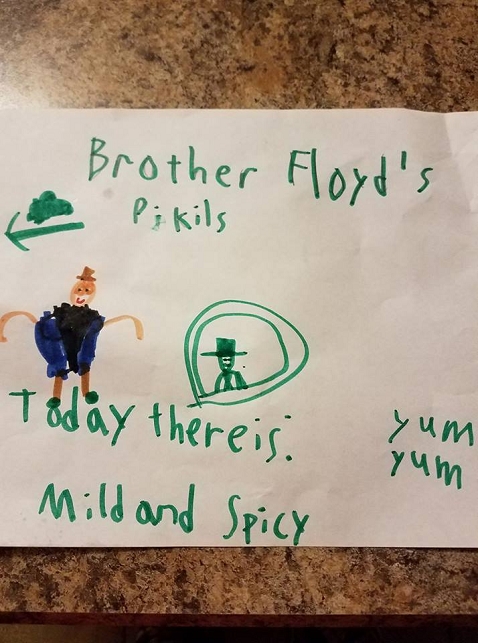 Brother Floyd's
Pikils
Today thereis:
Mild and Spicy
yum
yum